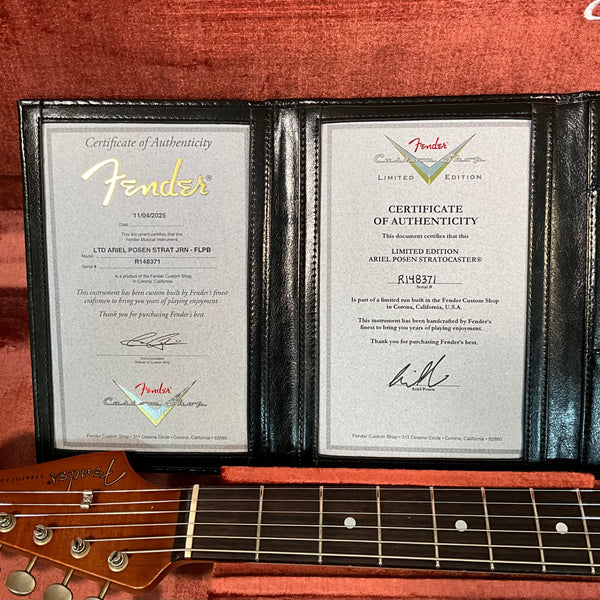 Certificate of Authenticity
Fender®
11/04/2025
Date
This document certifies that this
Fender Musical Instrument,
LTD ARIEL POSEN STRAT JRN - FLPB
Model
R148371
Serial #
is a product of the Fender Custom Shop
in Corona, California.
This instrument has been custom built by Fender's finest
craftsmen to bring you years of playing enjoyment.
Thank you for purchasing Fender's best.
Director of Custom Shop
Fender
Custom Shop
Fender Custom Shop • 311 Cessna Circle • Corona, California • 92880
Fender
Custom Shop
LIMITED EDITION
CERTIFICATE
OF AUTHENTICITY
This document certifies that this
LIMITED EDITION
ARIEL POSEN STRATOCASTER®
R148371
Serial #
Is part of a limited run built in the Fender Custom Shop
in Corona, California, U.S.A.
This instrument has been handcrafted by Fender's
finest to bring you years of playing enjoyment.
Thank you for purchasing Fender's best.
Ariel Posen
Fender Custom Shop • 311 Cessna Circle • Corona, California • 92880
Fender